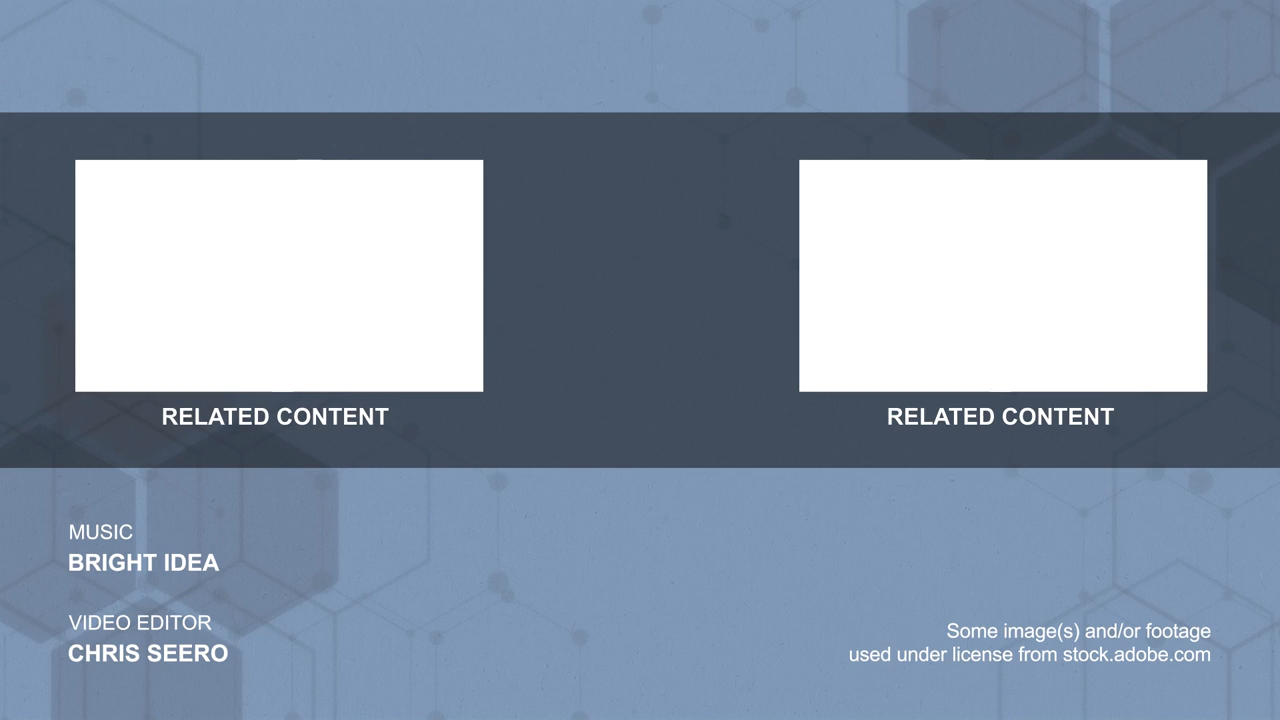 RELATED CONTENT
RELATED CONTENT
MUSIC
BRIGHT IDEA
VIDEO EDITOR
CHRIS SEERO
Some image(s) and/or footage
used under license from stock.adobe.com